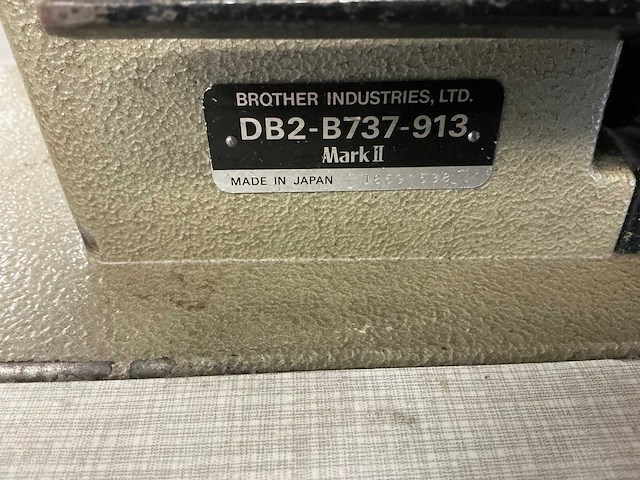 BROTHER INDUSTRIES, LTD.
DB2-B737-913
Mark II
MADE IN JAPAN